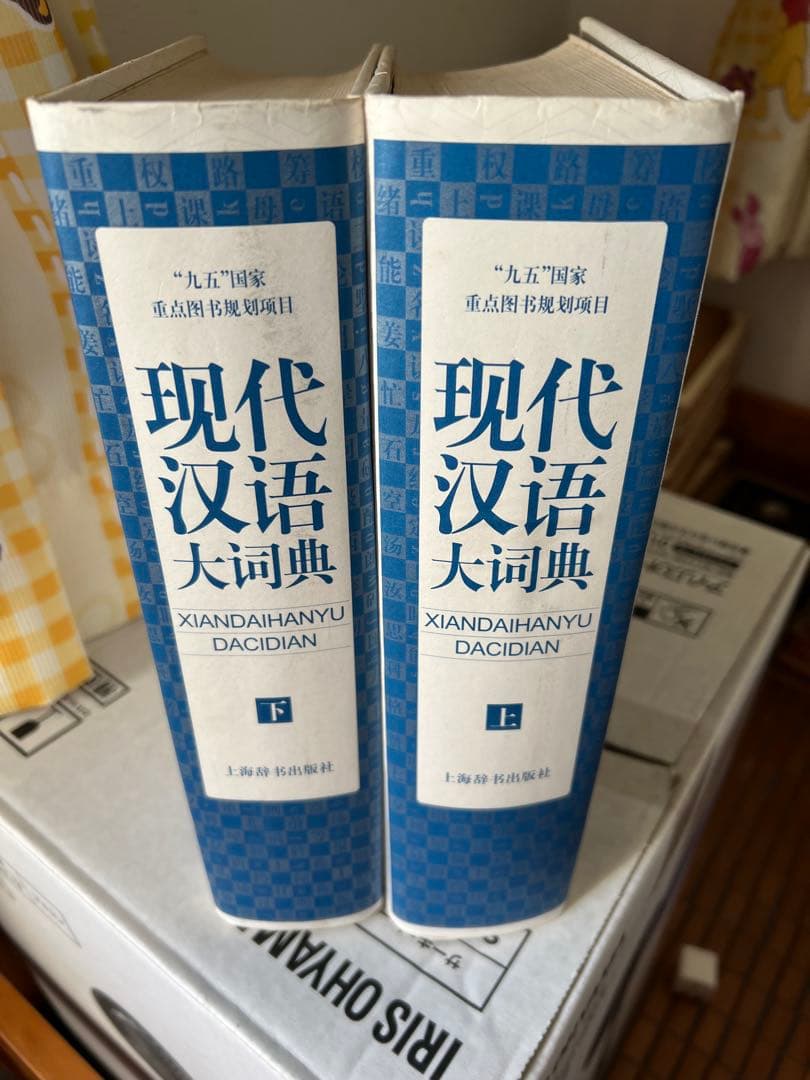 “九五”国家
重点图书规划项目
现代
汉语
大词典
XIANDAIHANYU
DACIDIAN
下
上海辞书出版社
“九五”国家
重点图书规划项目
现代
汉语
大词典
XIANDAIHANYU
DACIDIAN
上
上海辞书出版社
IRIS OHYAM